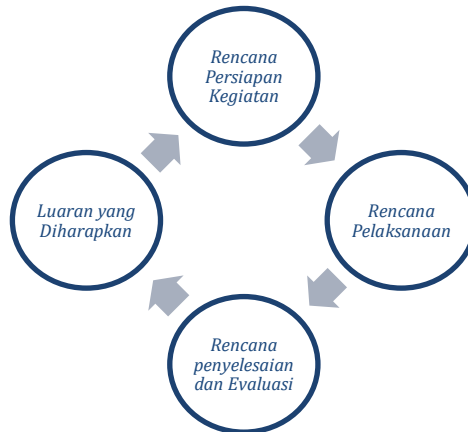 Rencana
Persiapan
Kegiatan
Rencana
Pelaksanaan
Rencana
penyelesaian
dan Evaluasi
Luaran yang
Diharapkan